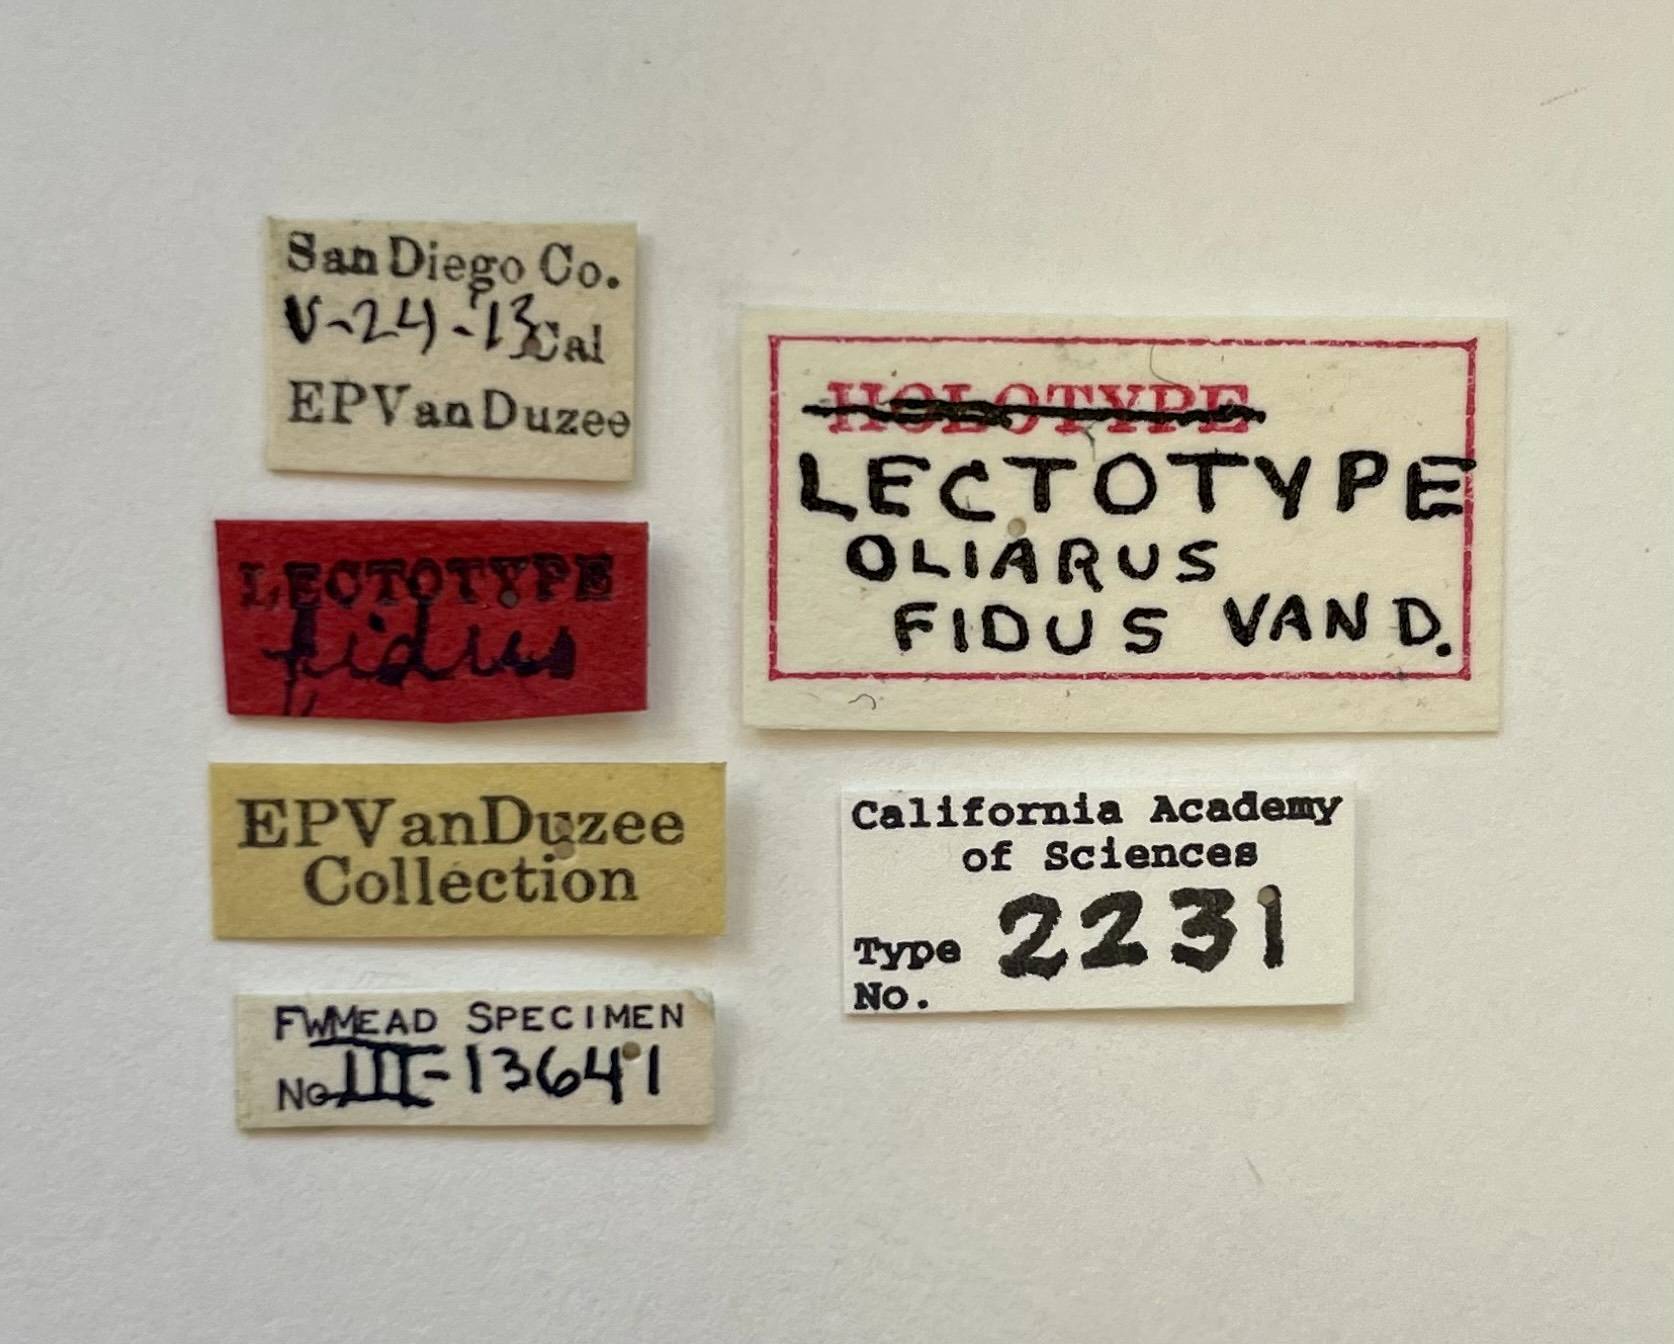 San Diego Co.
V-24-'13 Cal
EPVanDuzee
LECTOTYPE
fidus
EPVanDuzee
Collection
FWMEAD SPECIMEN
No III-13641
HOLOTYPE
LECTOTYPE
OLIARUS
FIDUS VAN D.
California Academy
of Sciences
Type 2231
No.